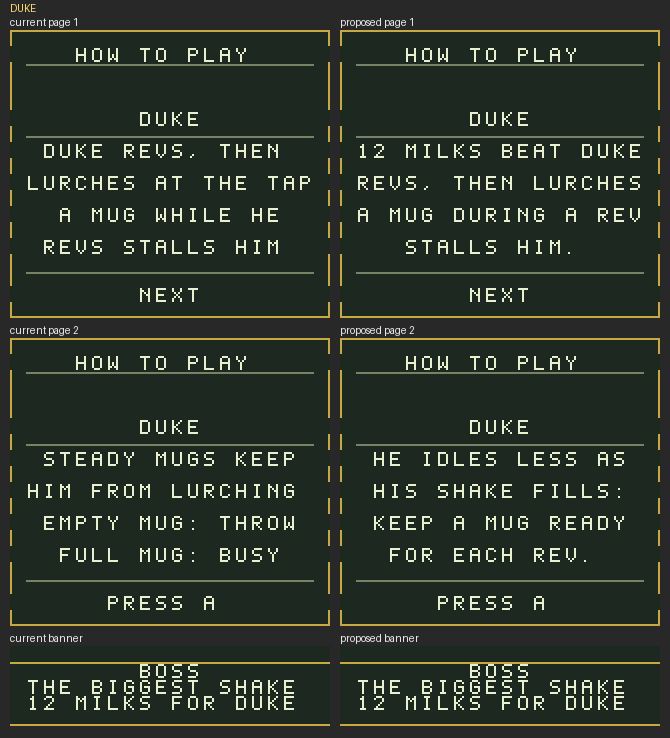 DUKE
current page 1
HOW TO PLAY
DUKE
DUKE REVS, THEN
LURCHES AT THE TAP
A MUG WHILE HE
REVS STALLS HIM
NEXT
proposed page 1
HOW TO PLAY
DUKE
12 MILKS BEAT DUKE
REVS, THEN LURCHES
A MUG DURING A REV
STALLS HIM.
NEXT
current page 2
HOW TO PLAY
DUKE
STEADY MUGS KEEP
HIM FROM LURCHING
EMPTY MUG: THROW
FULL MUG: BUSY
PRESS A
proposed page 2
HOW TO PLAY
DUKE
HE IDLES LESS AS
HIS SHAKE FILLS:
KEEP A MUG READY
FOR EACH REV.
PRESS A
current banner
BOSS
THE BIGGEST SHAKE
12 MILKS FOR DUKE
proposed banner
BOSS
THE BIGGEST SHAKE
12 MILKS FOR DUKE